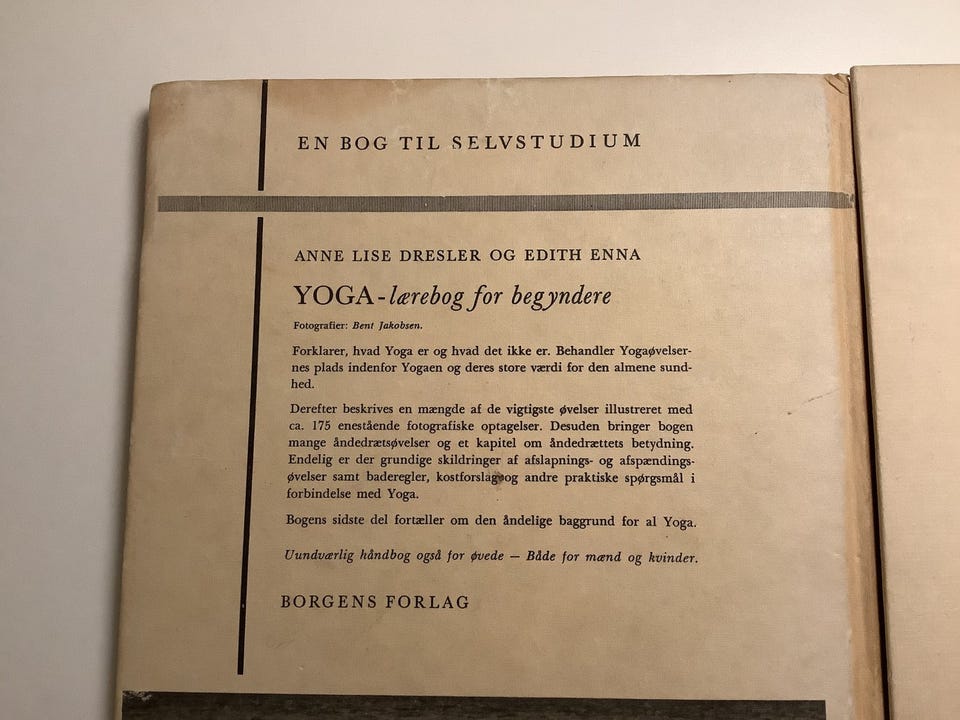 EN BOG TIL SELVSTUDIUM
ANNE LISE DRESLER OG EDITH ENNA
YOGA - lærebog for begyndere
Fotografier: Bent Jakobsen.
Forklarer, hvad Yoga er og hvad det ikke er. Behandler Yogaøvelser-
nes plads indenfor Yogaen og deres store værdi for den almene sund-
hed.
Derefter beskrives en mængde af de vigtigste øvelser illustreret med
ca. 175 enestående fotografiske optagelser. Desuden bringer bogen
mange åndedrætsøvelser og et kapitel om åndedrættets betydning.
Endelig er der grundige skildringer af afslapnings- og afspændings-
øvelser samt baderegler, kostforslag og andre praktiske spørgsmål i
forbindelse med Yoga.
Bogens sidste del fortæller om den åndelige baggrund for al Yoga.
Uundværlig håndbog også for øvede — Både for mænd og kvinder.
BORGENS FORLAG